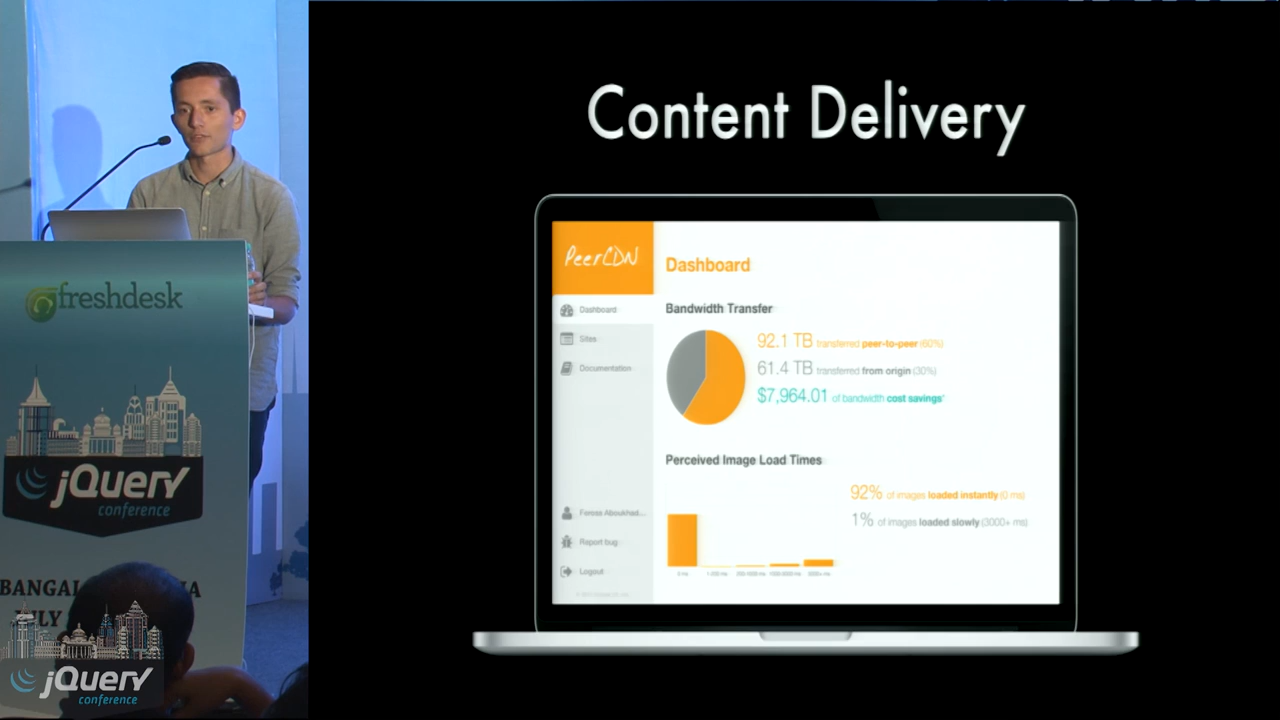 Content Delivery
PeerCDN
Dashboard
Dashboard
Sites
Documentation
Report bug
Logout
Bandwidth Transfer
92.1 TB transferred peer-to-peer (60%)
61.4 TB transferred from origin (30%)
$7,964.01 of bandwidth cost savings*
Perceived Image Load Times
92% of images loaded instantly (0 ms)
1% of images loaded slowly (3000+ ms)
0 ms
freshdesk
jQuery
conference
jQuery
conference